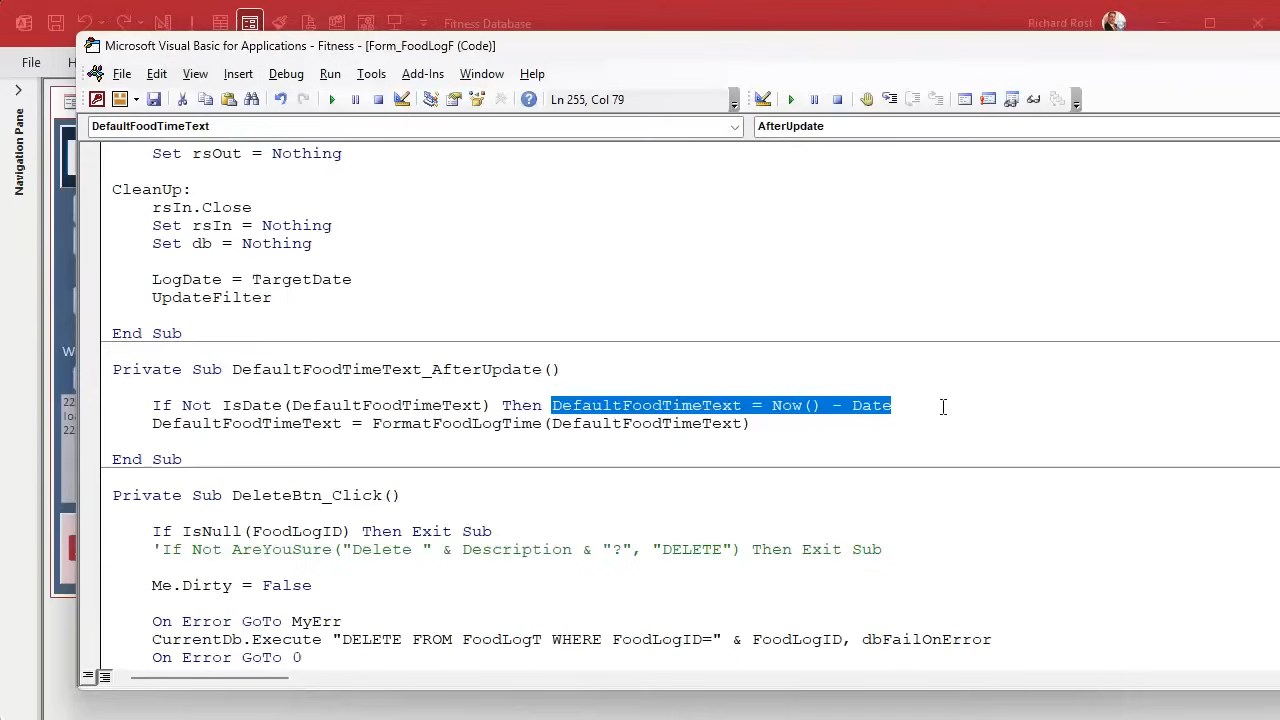 Fitness Database
Richard Rost
Microsoft Visual Basic for Applications - Fitness - [Form_FoodLogF (Code)]
File
File Edit View Insert Debug Run Tools Add-Ins Window Help
Ln 255, Col 79
DefaultFoodTimeText
AfterUpdate
Navigation Pane
Set rsOut = Nothing
CleanUp:
rsIn.Close
Set rsIn = Nothing
Set db = Nothing
LogDate = TargetDate
UpdateFilter
End Sub
Private Sub DefaultFoodTimeText_AfterUpdate()
If Not IsDate(DefaultFoodTimeText) Then DefaultFoodTimeText = Now() - Date
DefaultFoodTimeText = FormatFoodLogTime(DefaultFoodTimeText)
End Sub
Private Sub DeleteBtn_Click()
If IsNull(FoodLogID) Then Exit Sub
'If Not AreYouSure("Delete " & Description & "?", "DELETE") Then Exit Sub
Me.Dirty = False
On Error GoTo MyErr
CurrentDb.Execute "DELETE FROM FoodLogT WHERE FoodLogID=" & FoodLogID, dbFailOnError
On Error GoTo 0